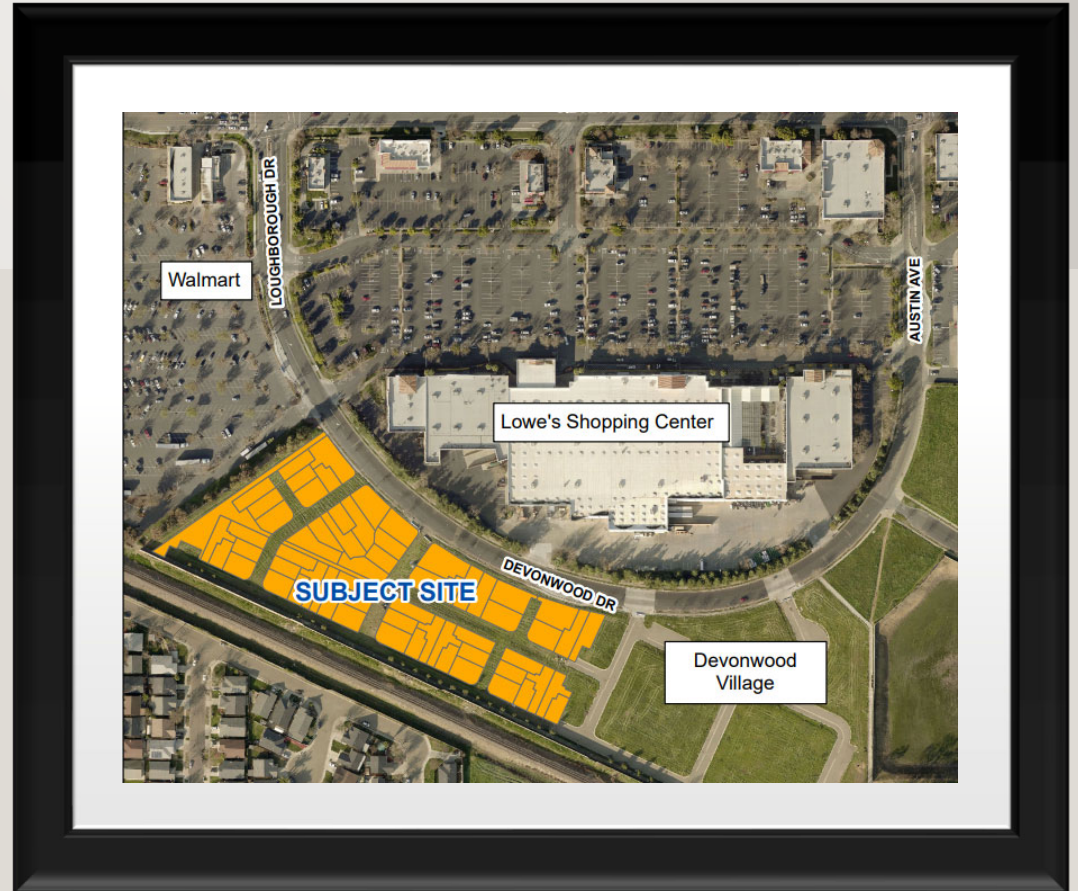 LOUGHBOROUGH DR
Walmart
AUSTIN AVE
Lowe's Shopping Center
DEVONWOOD DR
SUBJECT SITE
Devonwood
Village